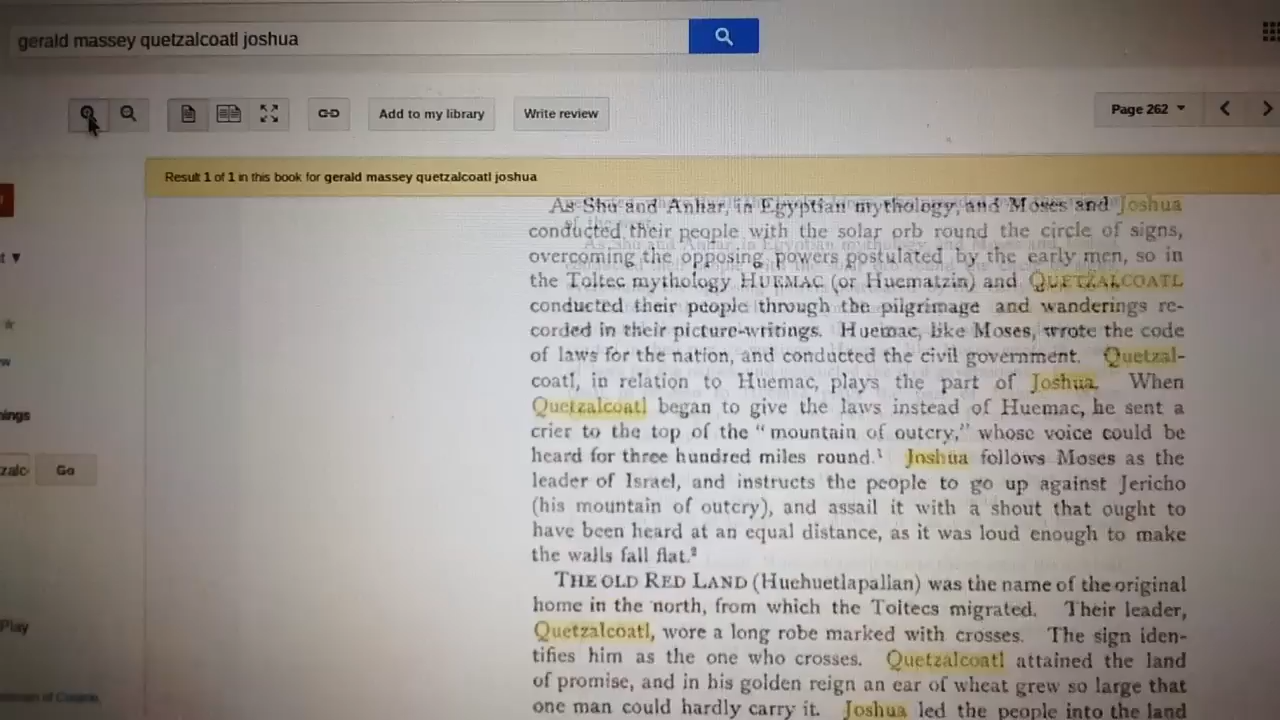 gerald massey quetzalcoatl joshua
Add to my library
Write review
Page 262
Result 1 of 1 in this book for gerald massey quetzalcoatl joshua
As Shu and Anhar, in Egyptian mythology, and Moses and Joshua
conducted their people with the solar orb round the circle of signs,
overcoming the opposing powers postulated by the early men, so in
the Toltec mythology HUEMAC (or Huematzin) and QUETZALCOATL
conducted their people through the pilgrimage and wanderings re-
corded in their picture-writings. Huemac, like Moses, wrote the code
of laws for the nation, and conducted the civil government. Quetzal-
coatl, in relation to Huemac, plays the part of Joshua. When
Quetzalcoatl began to give the laws instead of Huemac, he sent a
crier to the top of the "mountain of outcry," whose voice could be
heard for three hundred miles round.¹ Joshua follows Moses as the
leader of Israel, and instructs the people to go up against Jericho
(his mountain of outcry), and assail it with a shout that ought to
have been heard at an equal distance, as it was loud enough to make
the walls fall flat.²
THE OLD RED LAND (Huehuetlapallan) was the name of the original
home in the north, from which the Toltecs migrated. Their leader,
Quetzalcoatl, wore a long robe marked with crosses. The sign iden-
tifies him as the one who crosses. Quetzalcoatl attained the land
of promise, and in his golden reign an ear of wheat grew so large that
one man could hardly carry it. Joshua led the people into the land
t
w
nings
zalc
Go
Play